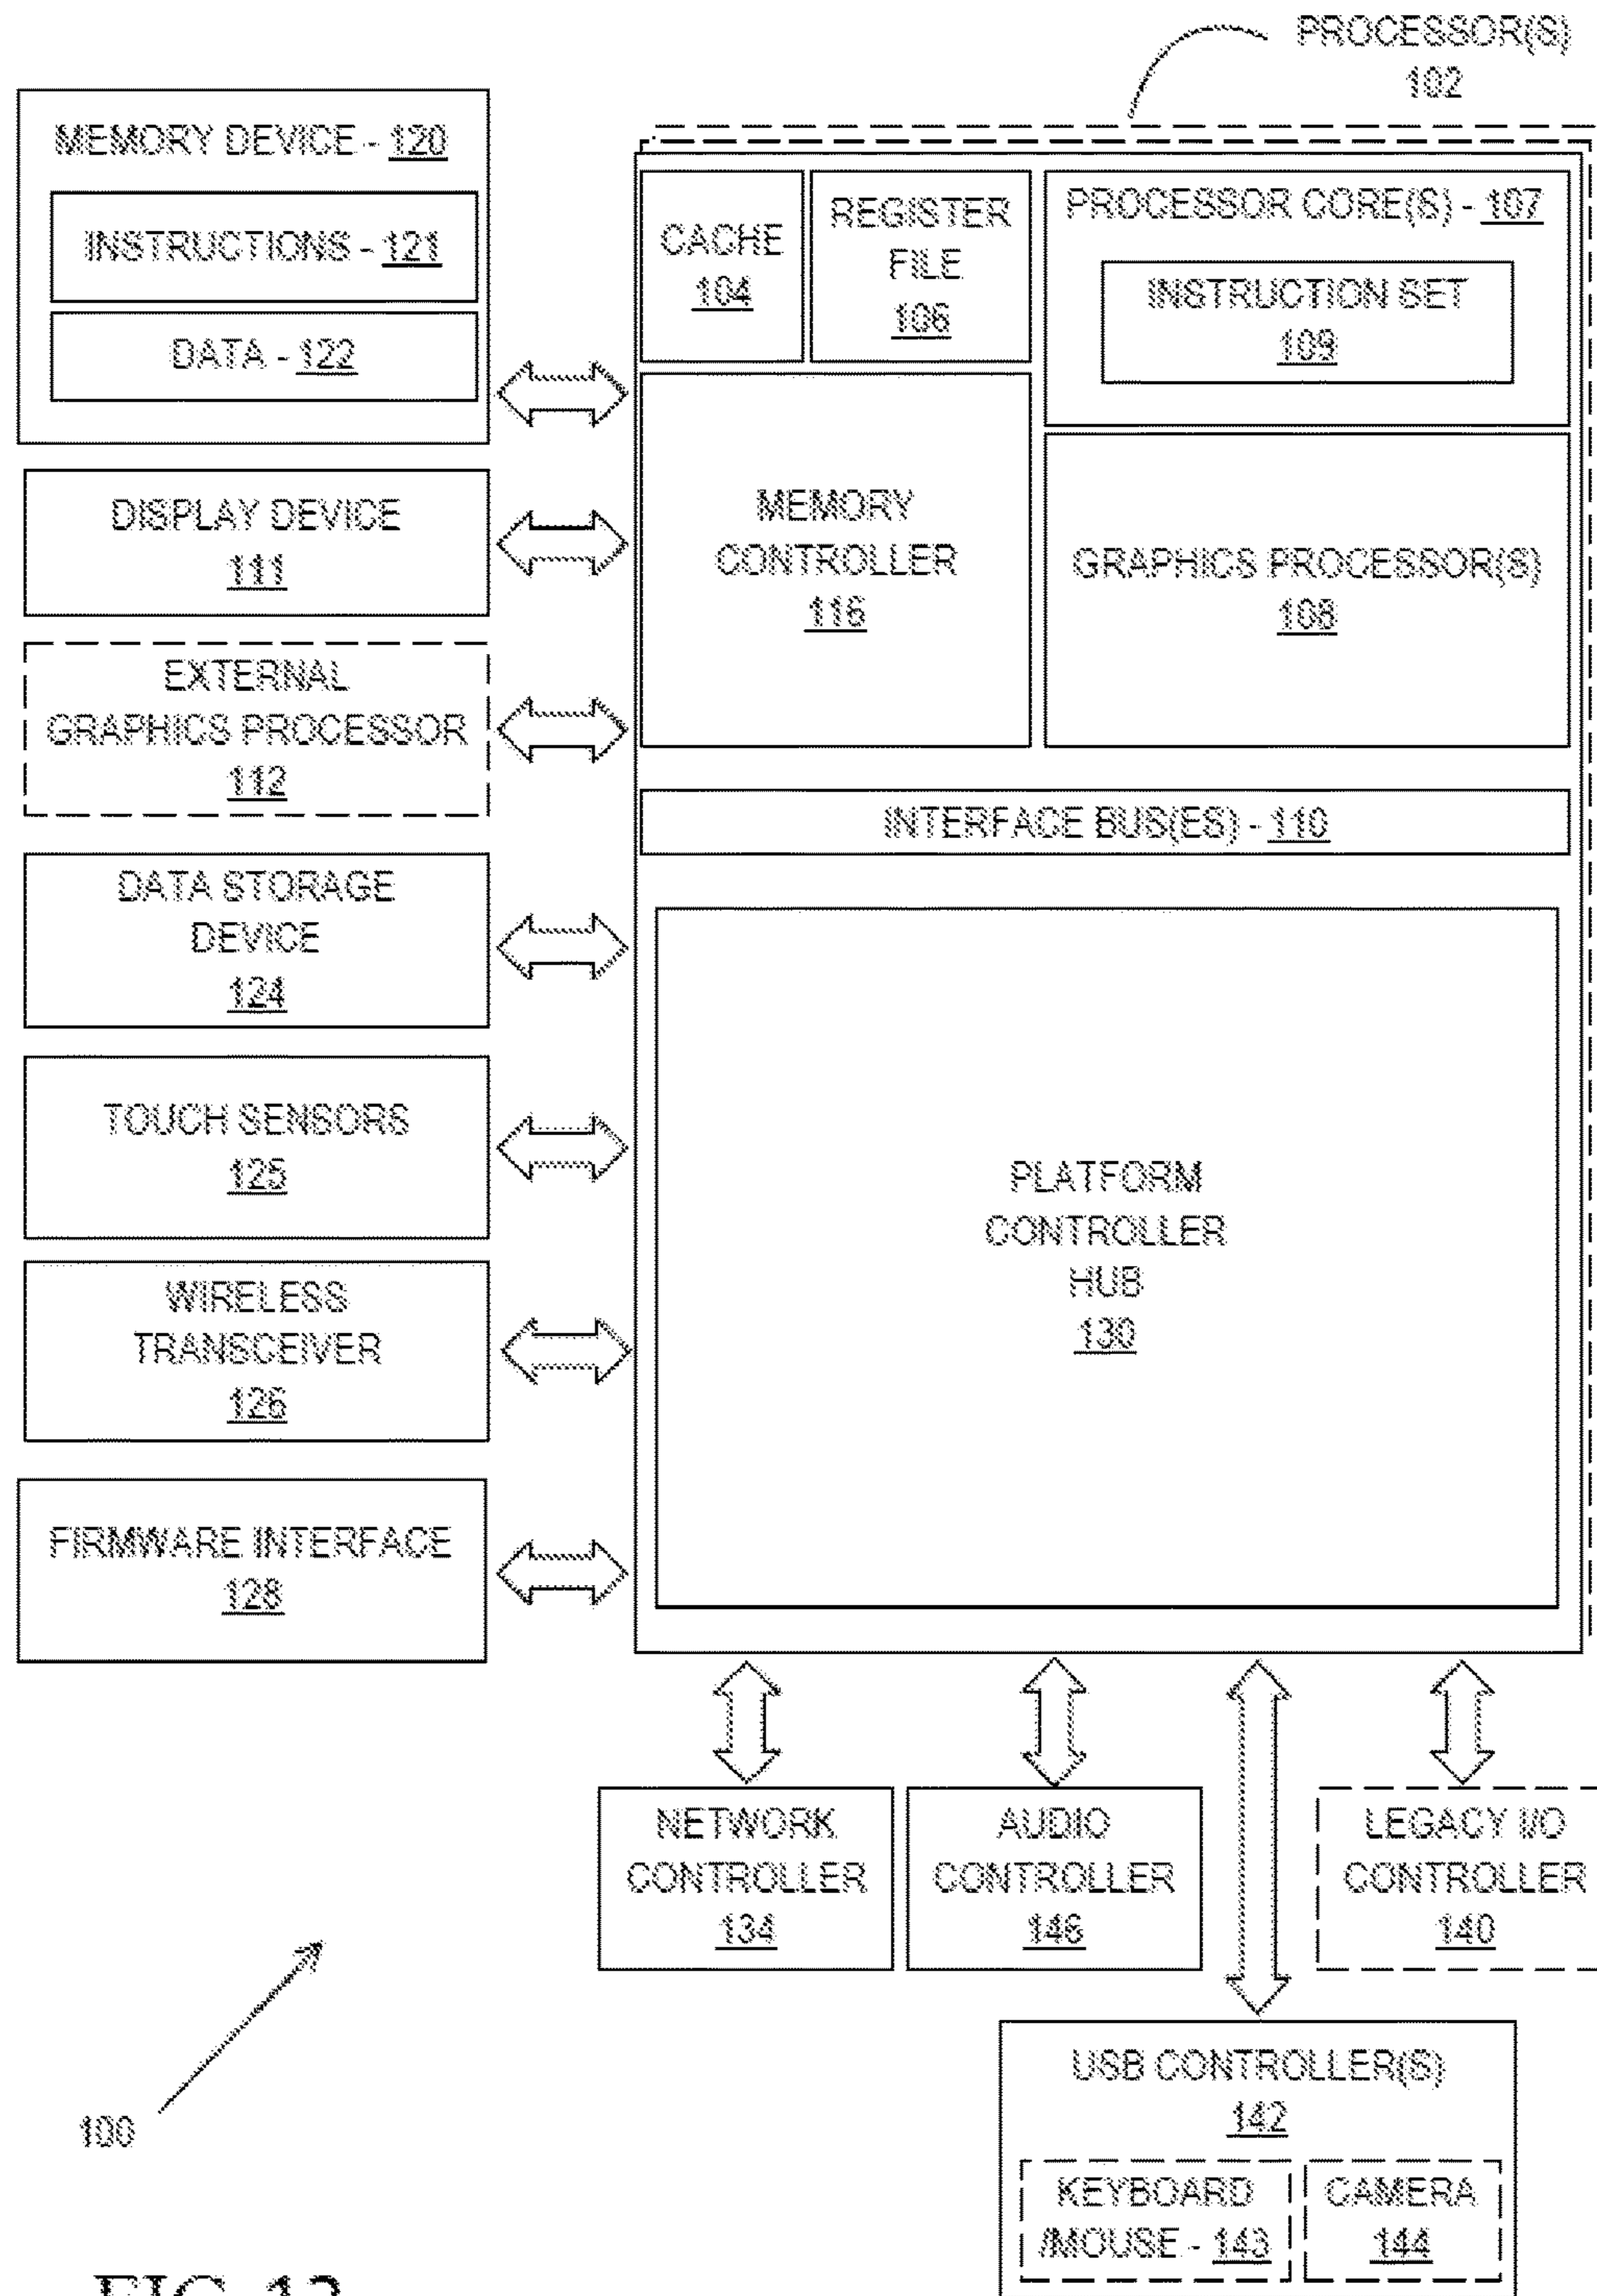 PROCESSOR(S)
102
MEMORY DEVICE - 120
INSTRUCTIONS - 121
DATA - 122
DISPLAY DEVICE
111
EXTERNAL
GRAPHICS PROCESSOR
112
DATA STORAGE
DEVICE
124
TOUCH SENSORS
125
WIRELESS
TRANSCEIVER
126
FIRMWARE INTERFACE
128
CACHE
104
REGISTER
FILE
106
PROCESSOR CORE(S) - 107
INSTRUCTION SET
109
MEMORY
CONTROLLER
116
GRAPHICS PROCESSOR(S)
108
INTERFACE BUS(ES) - 110
PLATFORM
CONTROLLER
HUB
130
NETWORK
CONTROLLER
134
AUDIO
CONTROLLER
146
LEGACY I/O
CONTROLLER
140
USB CONTROLLER(S)
142
KEYBOARD
/MOUSE - 143
CAMERA
144
100
FIG. 13